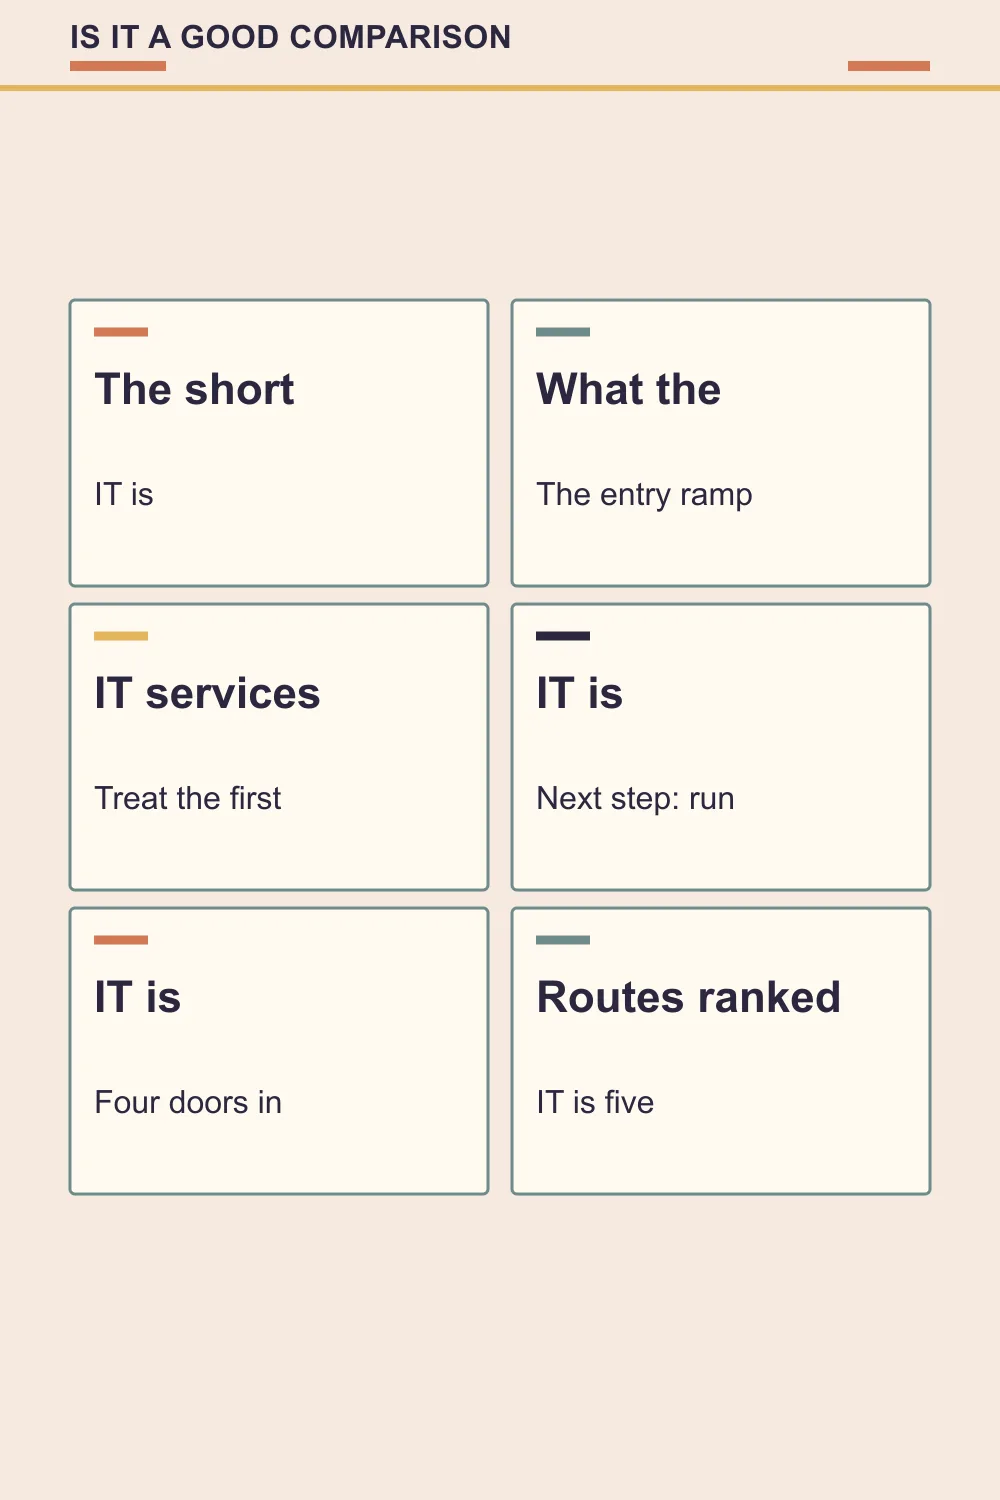 IS IT A GOOD COMPARISON
The short
IT is
What the
The entry ramp
IT services
Treat the first
IT is
Next step: run
IT is
Four doors in
Routes ranked
IT is five